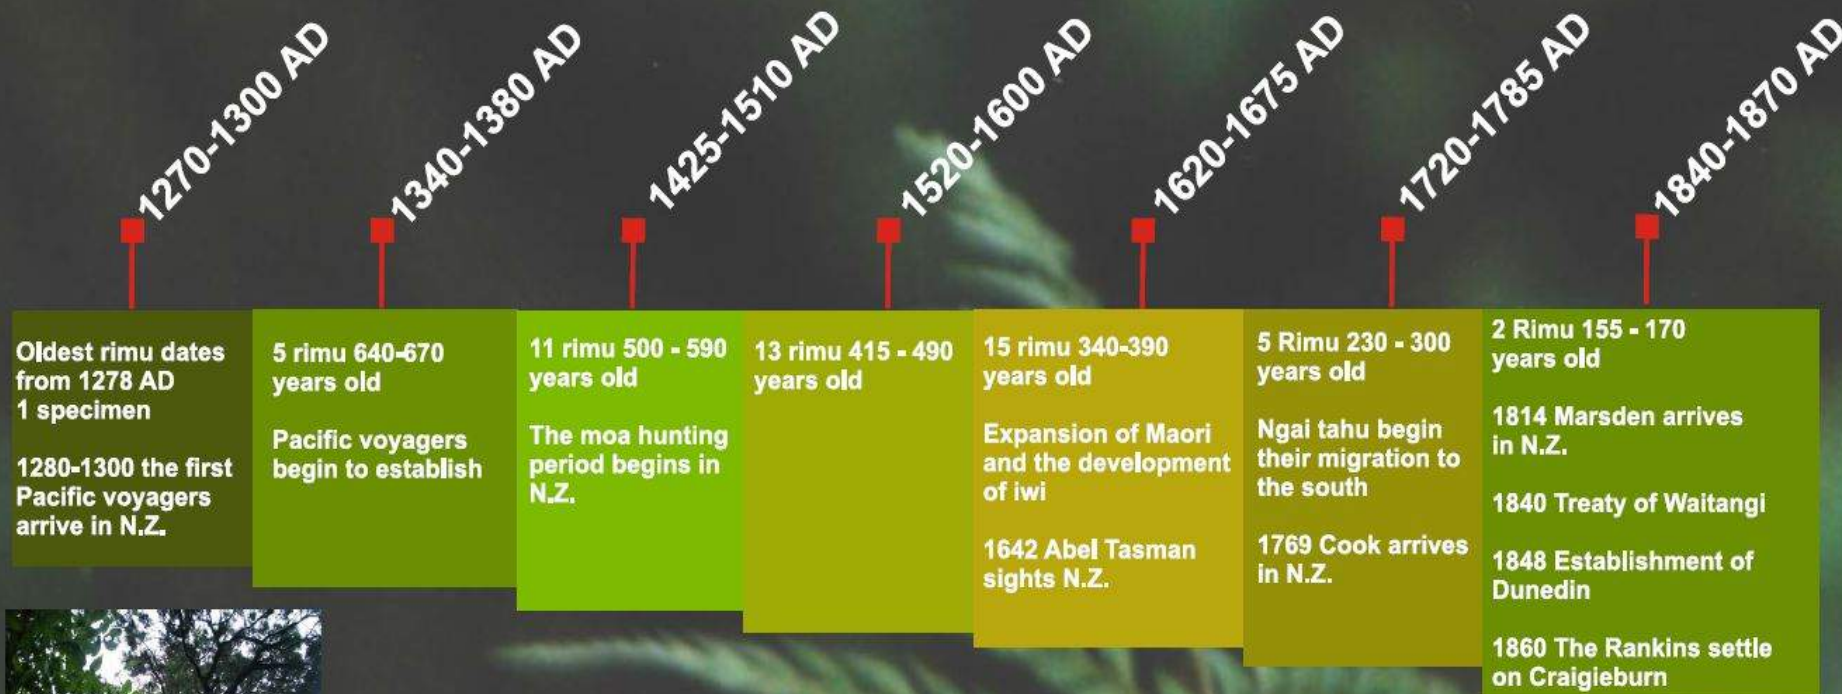 1270-1300 AD
1340-1380 AD
1425-1510 AD
1520-1600 AD
1620-1675 AD
1720-1785 AD
1840-1870 AD
Oldest rimu dates
from 1278 AD
1 specimen
1280-1300 the first
Pacific voyagers
arrive in N.Z.
5 rimu 640-670
years old
Pacific voyagers
begin to establish
11 rimu 500 - 590
years old
The moa hunting
period begins in
N.Z.
13 rimu 415 - 490
years old
15 rimu 340-390
years old
Expansion of Maori
and the development
of iwi
1642 Abel Tasman
sights N.Z.
5 Rimu 230 - 300
years old
Ngai tahu begin
their migration to
the south
1769 Cook arrives
in N.Z.
2 Rimu 155 - 170
years old
1814 Marsden arrives
in N.Z.
1840 Treaty of Waitangi
1848 Establishment of
Dunedin
1860 The Rankins settle
on Craigieburn